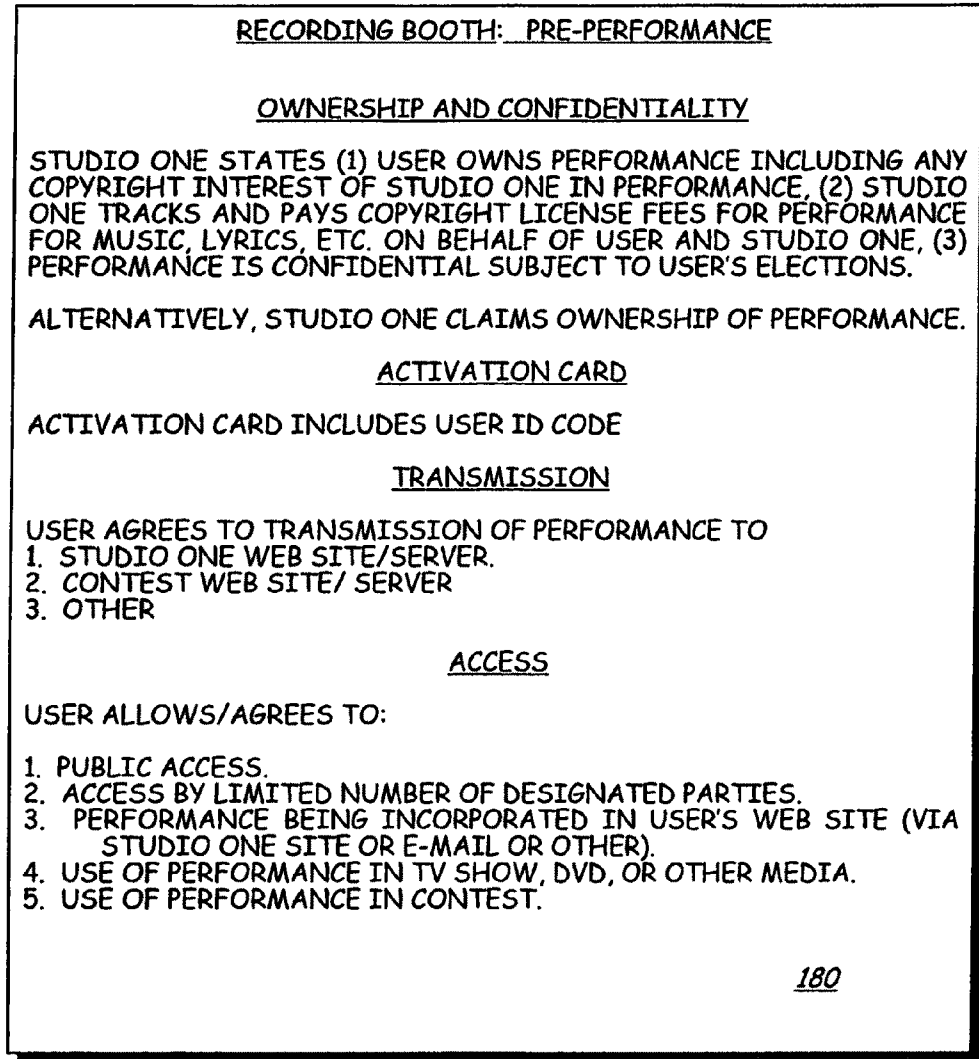 RECORDING BOOTH: PRE-PERFORMANCE
OWNERSHIP AND CONFIDENTIALITY
STUDIO ONE STATES (1) USER OWNS PERFORMANCE INCLUDING ANY
COPYRIGHT INTEREST OF STUDIO ONE IN PERFORMANCE, (2) STUDIO
ONE TRACKS AND PAYS COPYRIGHT LICENSE FEES FOR PERFORMANCE
FOR MUSIC, LYRICS, ETC. ON BEHALF OF USER AND STUDIO ONE, (3)
PERFORMANCE IS CONFIDENTIAL SUBJECT TO USER'S ELECTIONS.
ALTERNATIVELY, STUDIO ONE CLAIMS OWNERSHIP OF PERFORMANCE.
ACTIVATION CARD
ACTIVATION CARD INCLUDES USER ID CODE
TRANSMISSION
USER AGREES TO TRANSMISSION OF PERFORMANCE TO
1. STUDIO ONE WEB SITE/SERVER.
2. CONTEST WEB SITE/ SERVER
3. OTHER
ACCESS
USER ALLOWS/AGREES TO:
1. PUBLIC ACCESS.
2. ACCESS BY LIMITED NUMBER OF DESIGNATED PARTIES.
3. PERFORMANCE BEING INCORPORATED IN USER'S WEB SITE (VIA
STUDIO ONE SITE OR E-MAIL OR OTHER).
4. USE OF PERFORMANCE IN TV SHOW, DVD, OR OTHER MEDIA.
5. USE OF PERFORMANCE IN CONTEST.
180